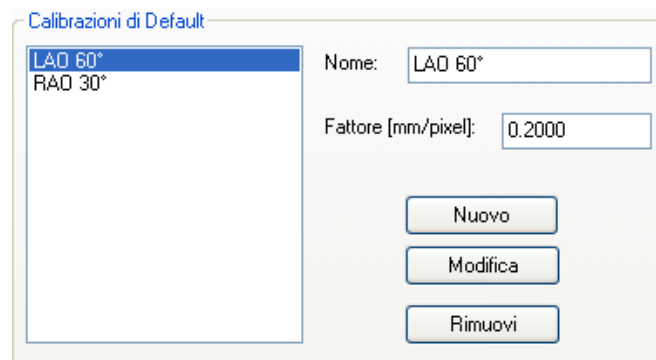 Calibrazioni di Default
LAO 60°
RAO 30°
Nome: LAO 60°
Fattore [mm/pixel]: 0.2000
Nuovo
Modifica
Rimuovi